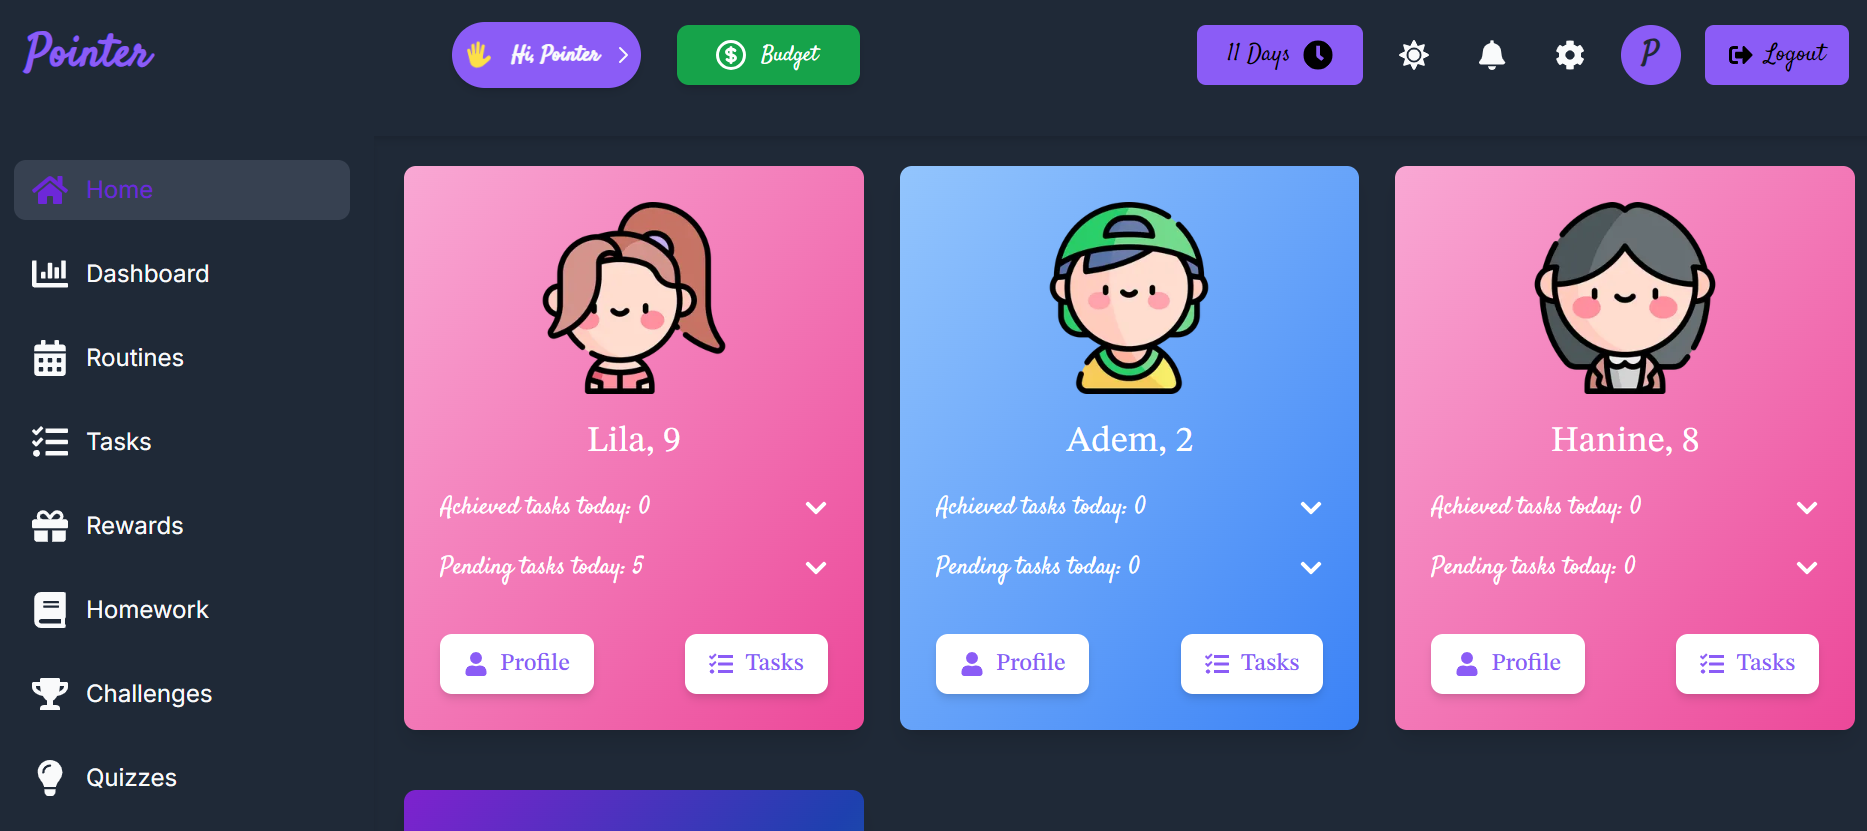 Pointer
Hi, Pointer
Budget
11 Days
P
Logout
Home
Dashboard
Routines
Tasks
Rewards
Homework
Challenges
Quizzes
Lila, 9
Achieved tasks today: 0
Pending tasks today: 5
Profile
Tasks
Adem, 2
Achieved tasks today: 0
Pending tasks today: 0
Profile
Tasks
Hanine, 8
Achieved tasks today: 0
Pending tasks today: 0
Profile
Tasks